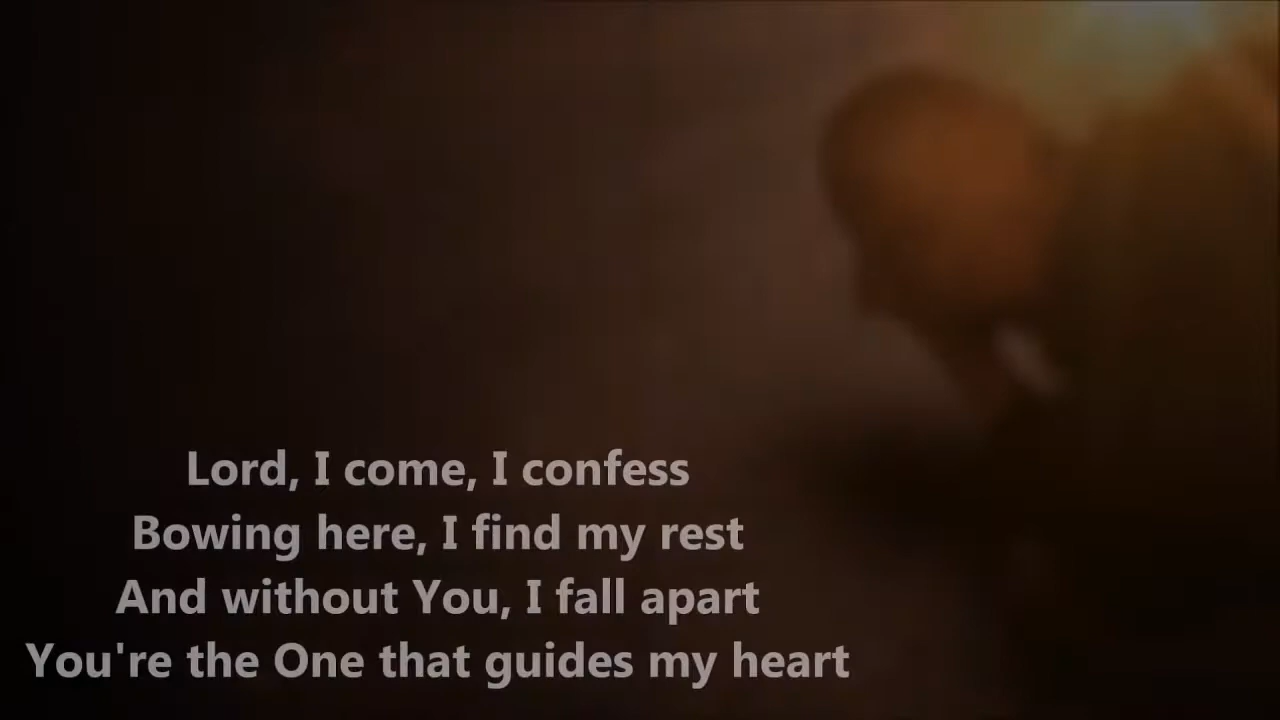 Lord, I come, I confess
Bowing here, I find my rest
And without You, I fall apart
You're the One that guides my heart